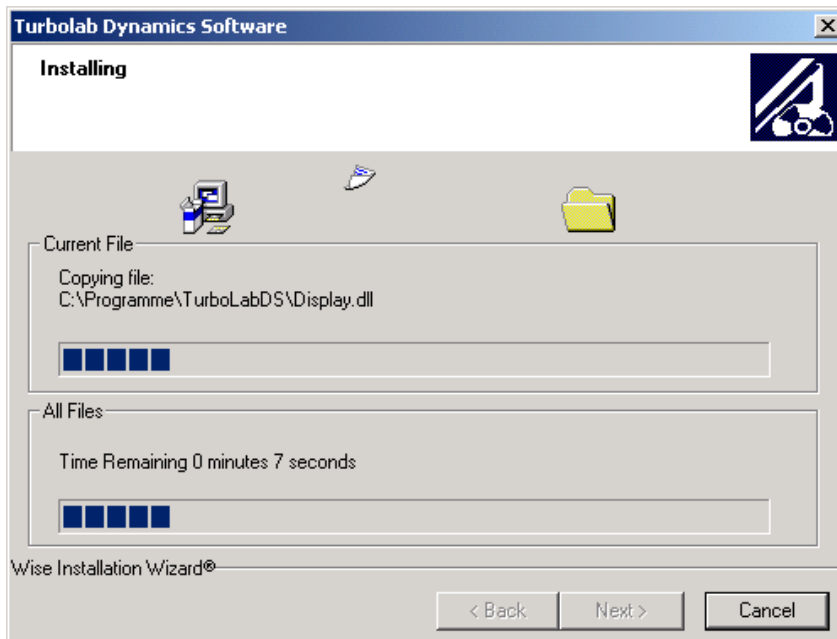 Turbolab Dynamics Software
Installing
Current File
Copying file:
C:\Programme\TurboLabDS\Display.dll
All Files
Time Remaining 0 minutes 7 seconds
Wise Installation Wizard®
< Back
Next >
Cancel